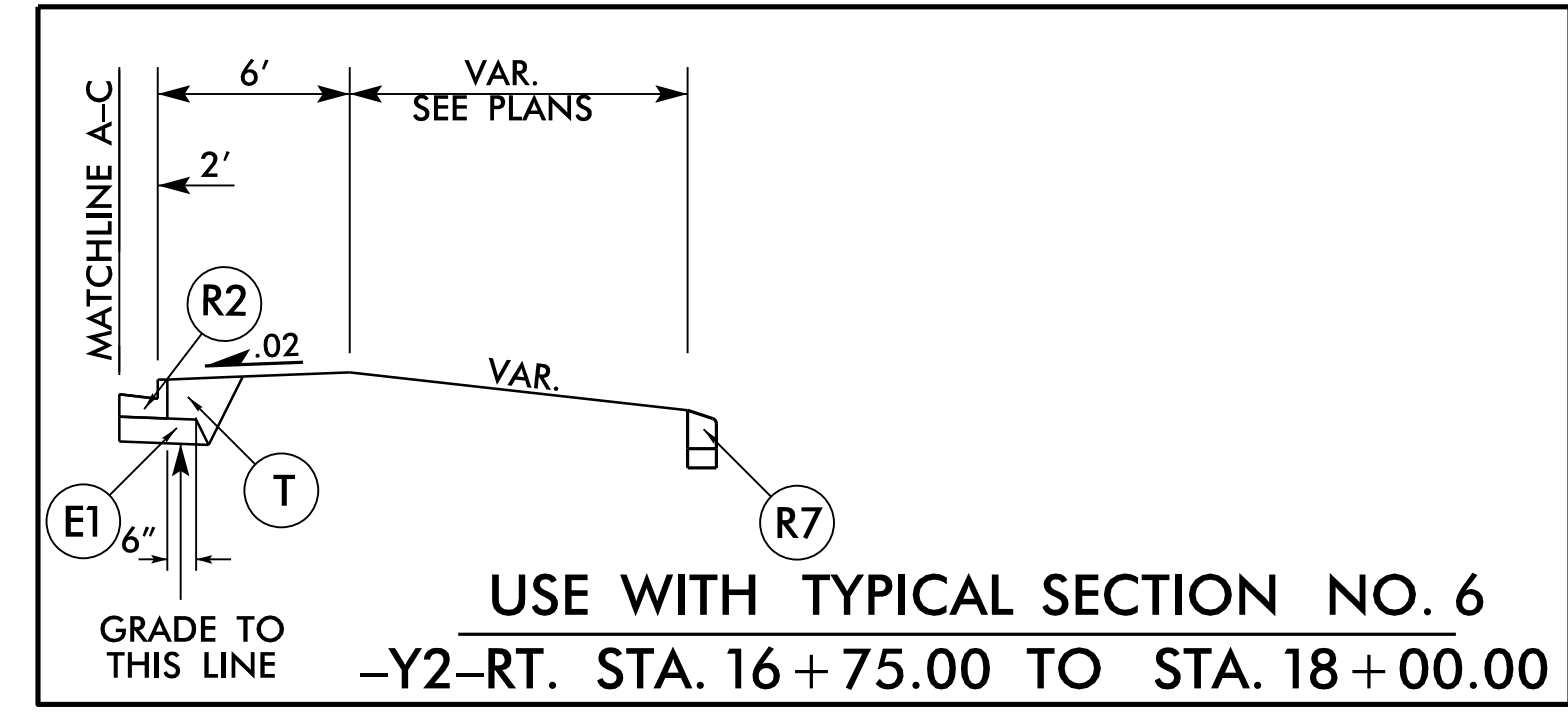 MATCHLINE A–C
6'
VAR.
SEE PLANS
2'
R2
.02
VAR.
E1
T
R7
6"
GRADE TO
THIS LINE
USE WITH TYPICAL SECTION NO. 6
–Y2–RT. STA. 16+75.00 TO STA. 18+00.00